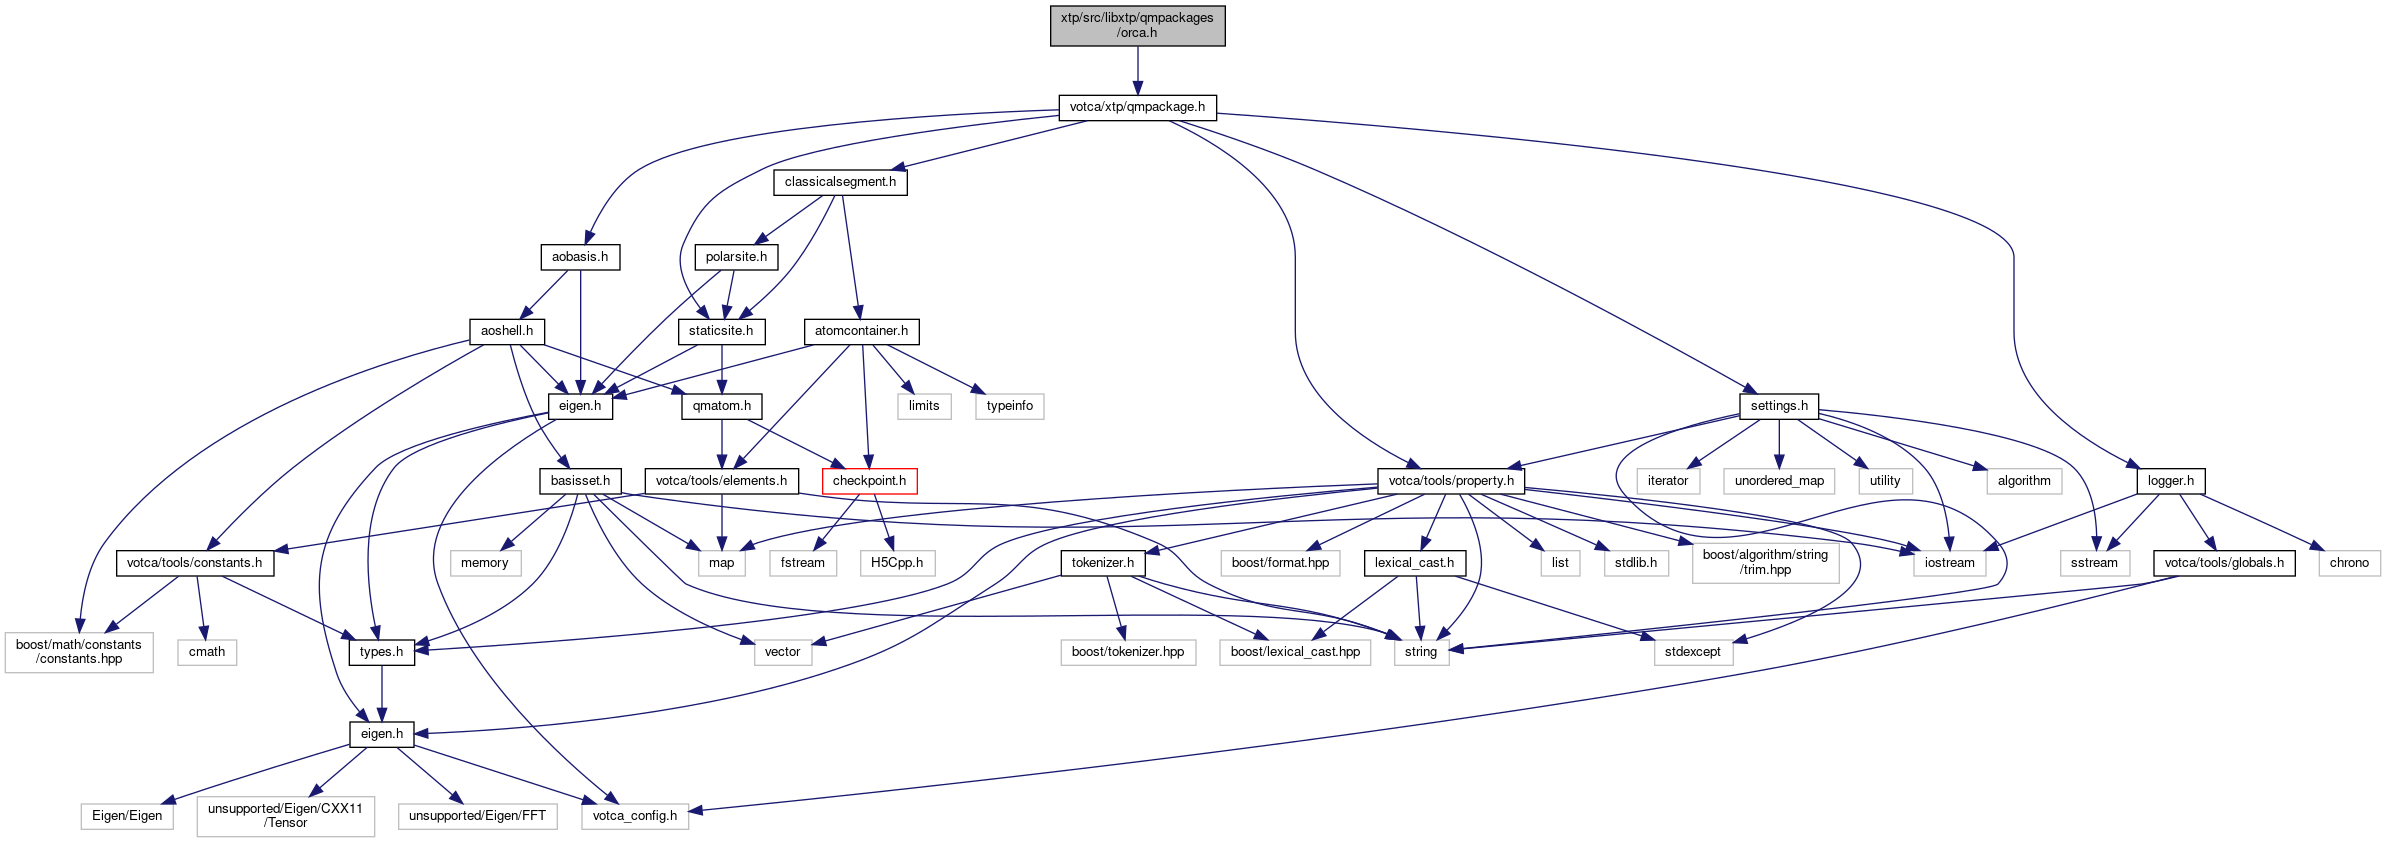 xtp/src/libxtp/qmpackages
/orca.h
votca/xtp/qmpackage.h
classicalsegment.h
aobasis.h
polarsite.h
aoshell.h
staticsite.h
atomcontainer.h
eigen.h
qmatom.h
limits
typeinfo
settings.h
basisset.h
votca/tools/elements.h
checkpoint.h
votca/tools/property.h
iterator
unordered_map
utility
algorithm
logger.h
votca/tools/constants.h
memory
map
fstream
H5Cpp.h
tokenizer.h
boost/format.hpp
lexical_cast.h
list
stdlib.h
boost/algorithm/string
/trim.hpp
iostream
sstream
votca/tools/globals.h
chrono
boost/math/constants
/constants.hpp
cmath
types.h
vector
boost/tokenizer.hpp
boost/lexical_cast.hpp
string
stdexcept
eigen.h
Eigen/Eigen
unsupported/Eigen/CXX11
/Tensor
unsupported/Eigen/FFT
votca_config.h